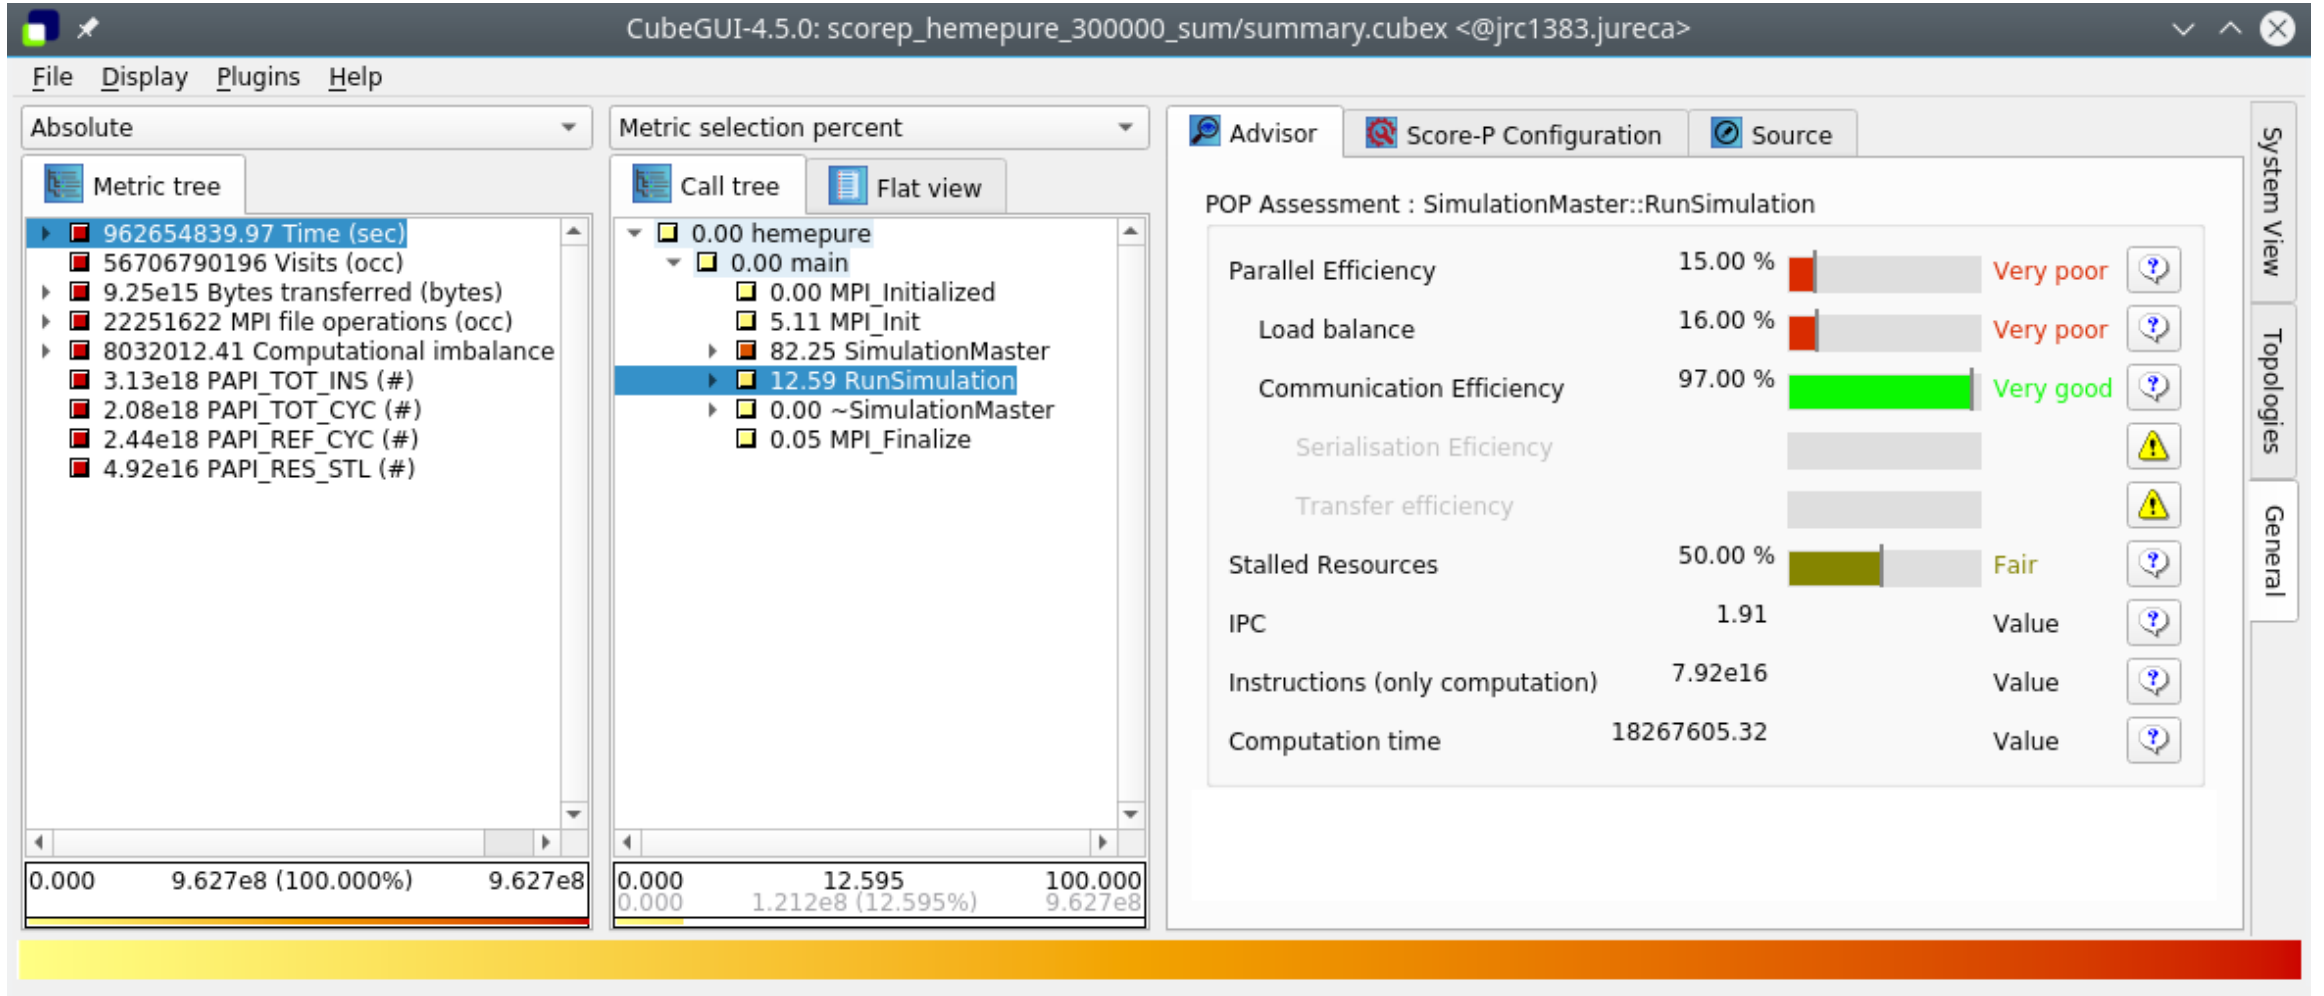 CubeGUI-4.5.0: scorep_hemepure_300000_sum/summary.cubex <@jrc1383.jureca>
File Display Plugins Help
Absolute
Metric tree
962654839.97 Time (sec)
56706790196 Visits (occ)
9.25e15 Bytes transferred (bytes)
22251622 MPI file operations (occ)
8032012.41 Computational imbalance
3.13e18 PAPI_TOT_INS (#)
2.08e18 PAPI_TOT_CYC (#)
2.44e18 PAPI_REF_CYC (#)
4.92e16 PAPI_RES_STL (#)
0.000 9.627e8 (100.000%) 9.627e8
Metric selection percent
Call tree Flat view
0.00 hemepure
0.00 main
0.00 MPI_Initialized
5.11 MPI_Init
82.25 SimulationMaster
12.59 RunSimulation
0.00 ~SimulationMaster
0.05 MPI_Finalize
0.000 12.595 100.000
0.000 1.212e8 (12.595%) 9.627e8
Advisor Score-P Configuration Source
POP Assessment : SimulationMaster::RunSimulation
Parallel Efficiency 15.00 % Very poor
Load balance 16.00 % Very poor
Communication Efficiency 97.00 % Very good
Serialisation Eficiency
Transfer efficiency
Stalled Resources 50.00 % Fair
IPC 1.91 Value
Instructions (only computation) 7.92e16 Value
Computation time 18267605.32 Value
System View
Topologies
General